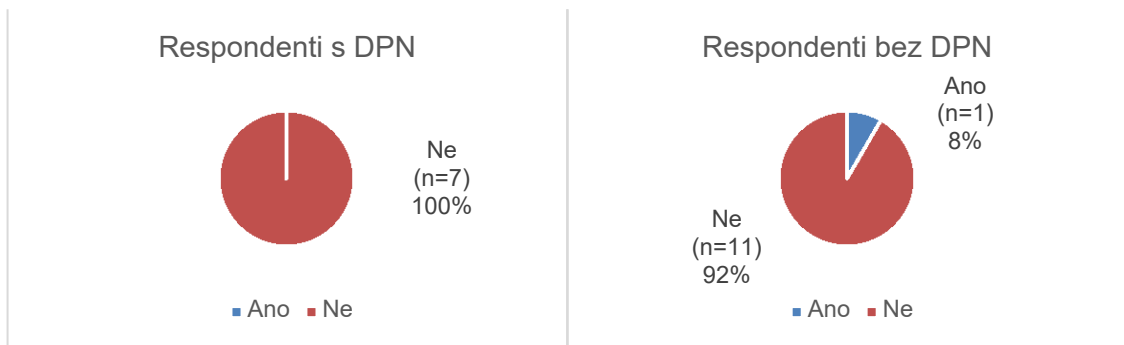 Respondenti s DPN
Ne
(n=7)
100%
Ano Ne
Respondenti bez DPN
Ano
(n=1)
8%
Ne
(n=11)
92%
Ano Ne